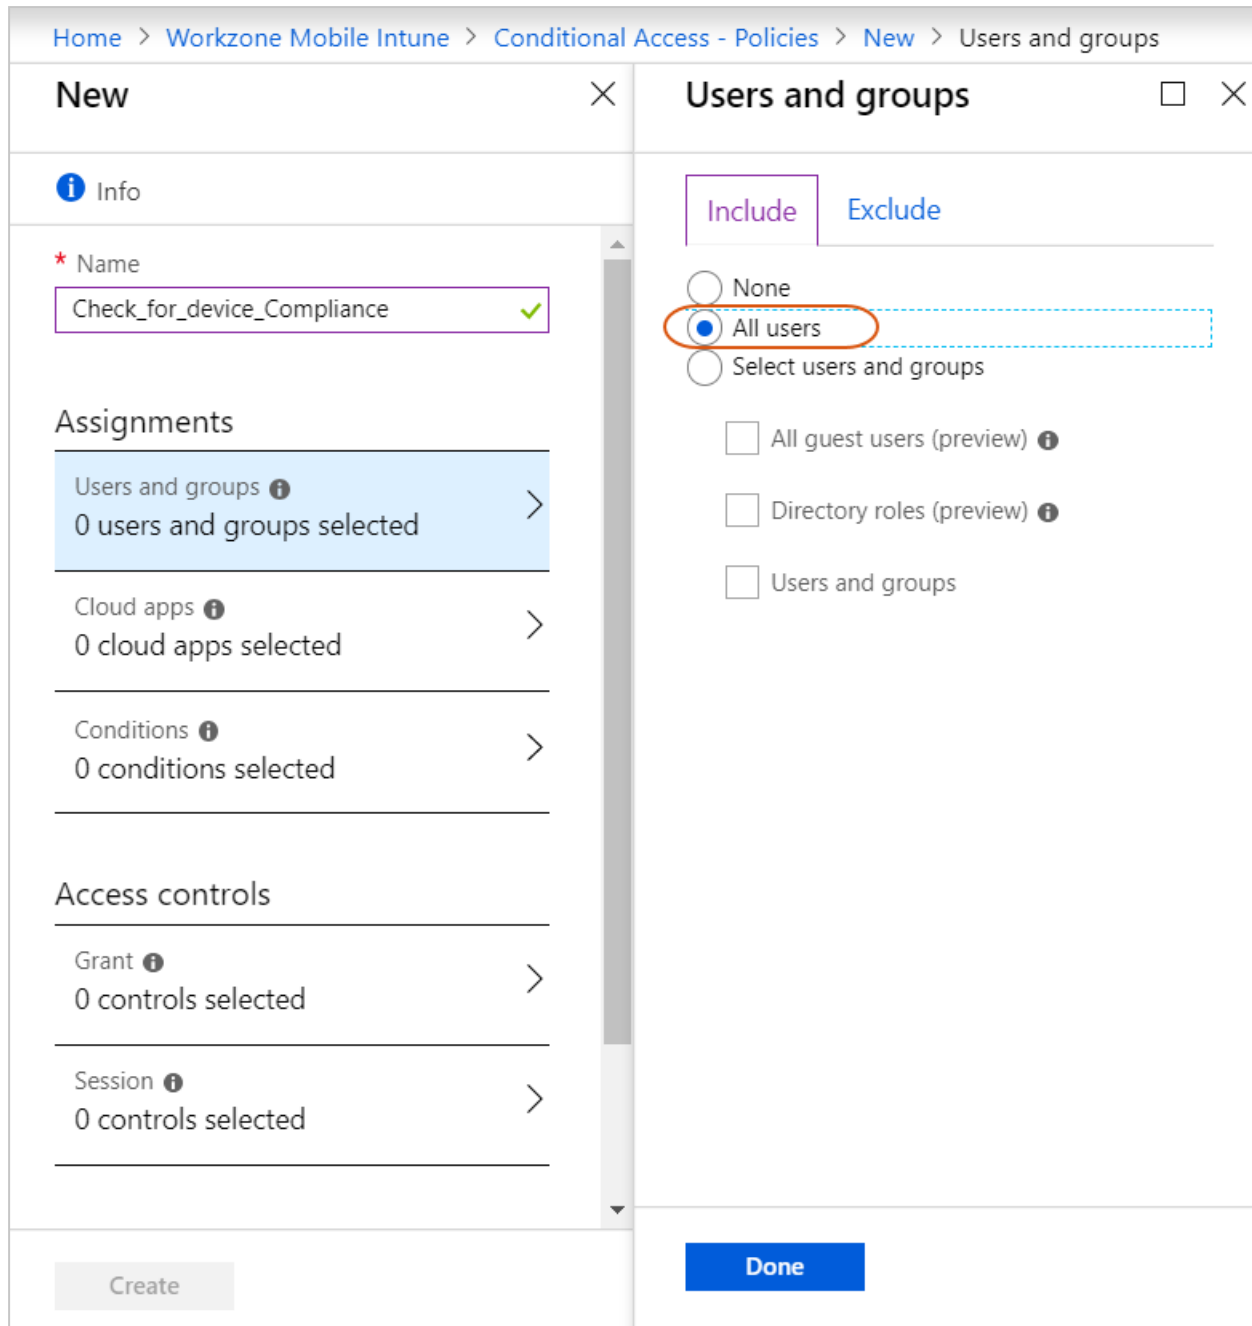 Home > Workzone Mobile Intune > Conditional Access - Policies > New > Users and groups
New
Info
* Name
Check_for_device_Compliance
Assignments
Users and groups
0 users and groups selected
Cloud apps
0 cloud apps selected
Conditions
0 conditions selected
Access controls
Grant
0 controls selected
Session
0 controls selected
Create
Users and groups
Include Exclude
None
All users
Select users and groups
All guest users (preview)
Directory roles (preview)
Users and groups
Done